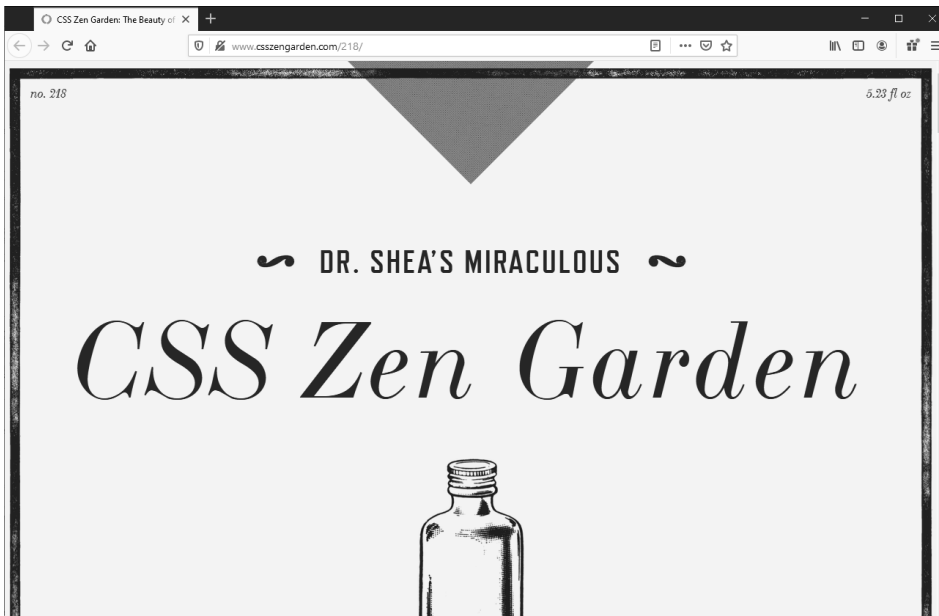 CSS Zen Garden: The Beauty of
www.csszengarden.com/218/
no. 218
5.23 fl oz
DR. SHEA'S MIRACULOUS
CSS Zen Garden